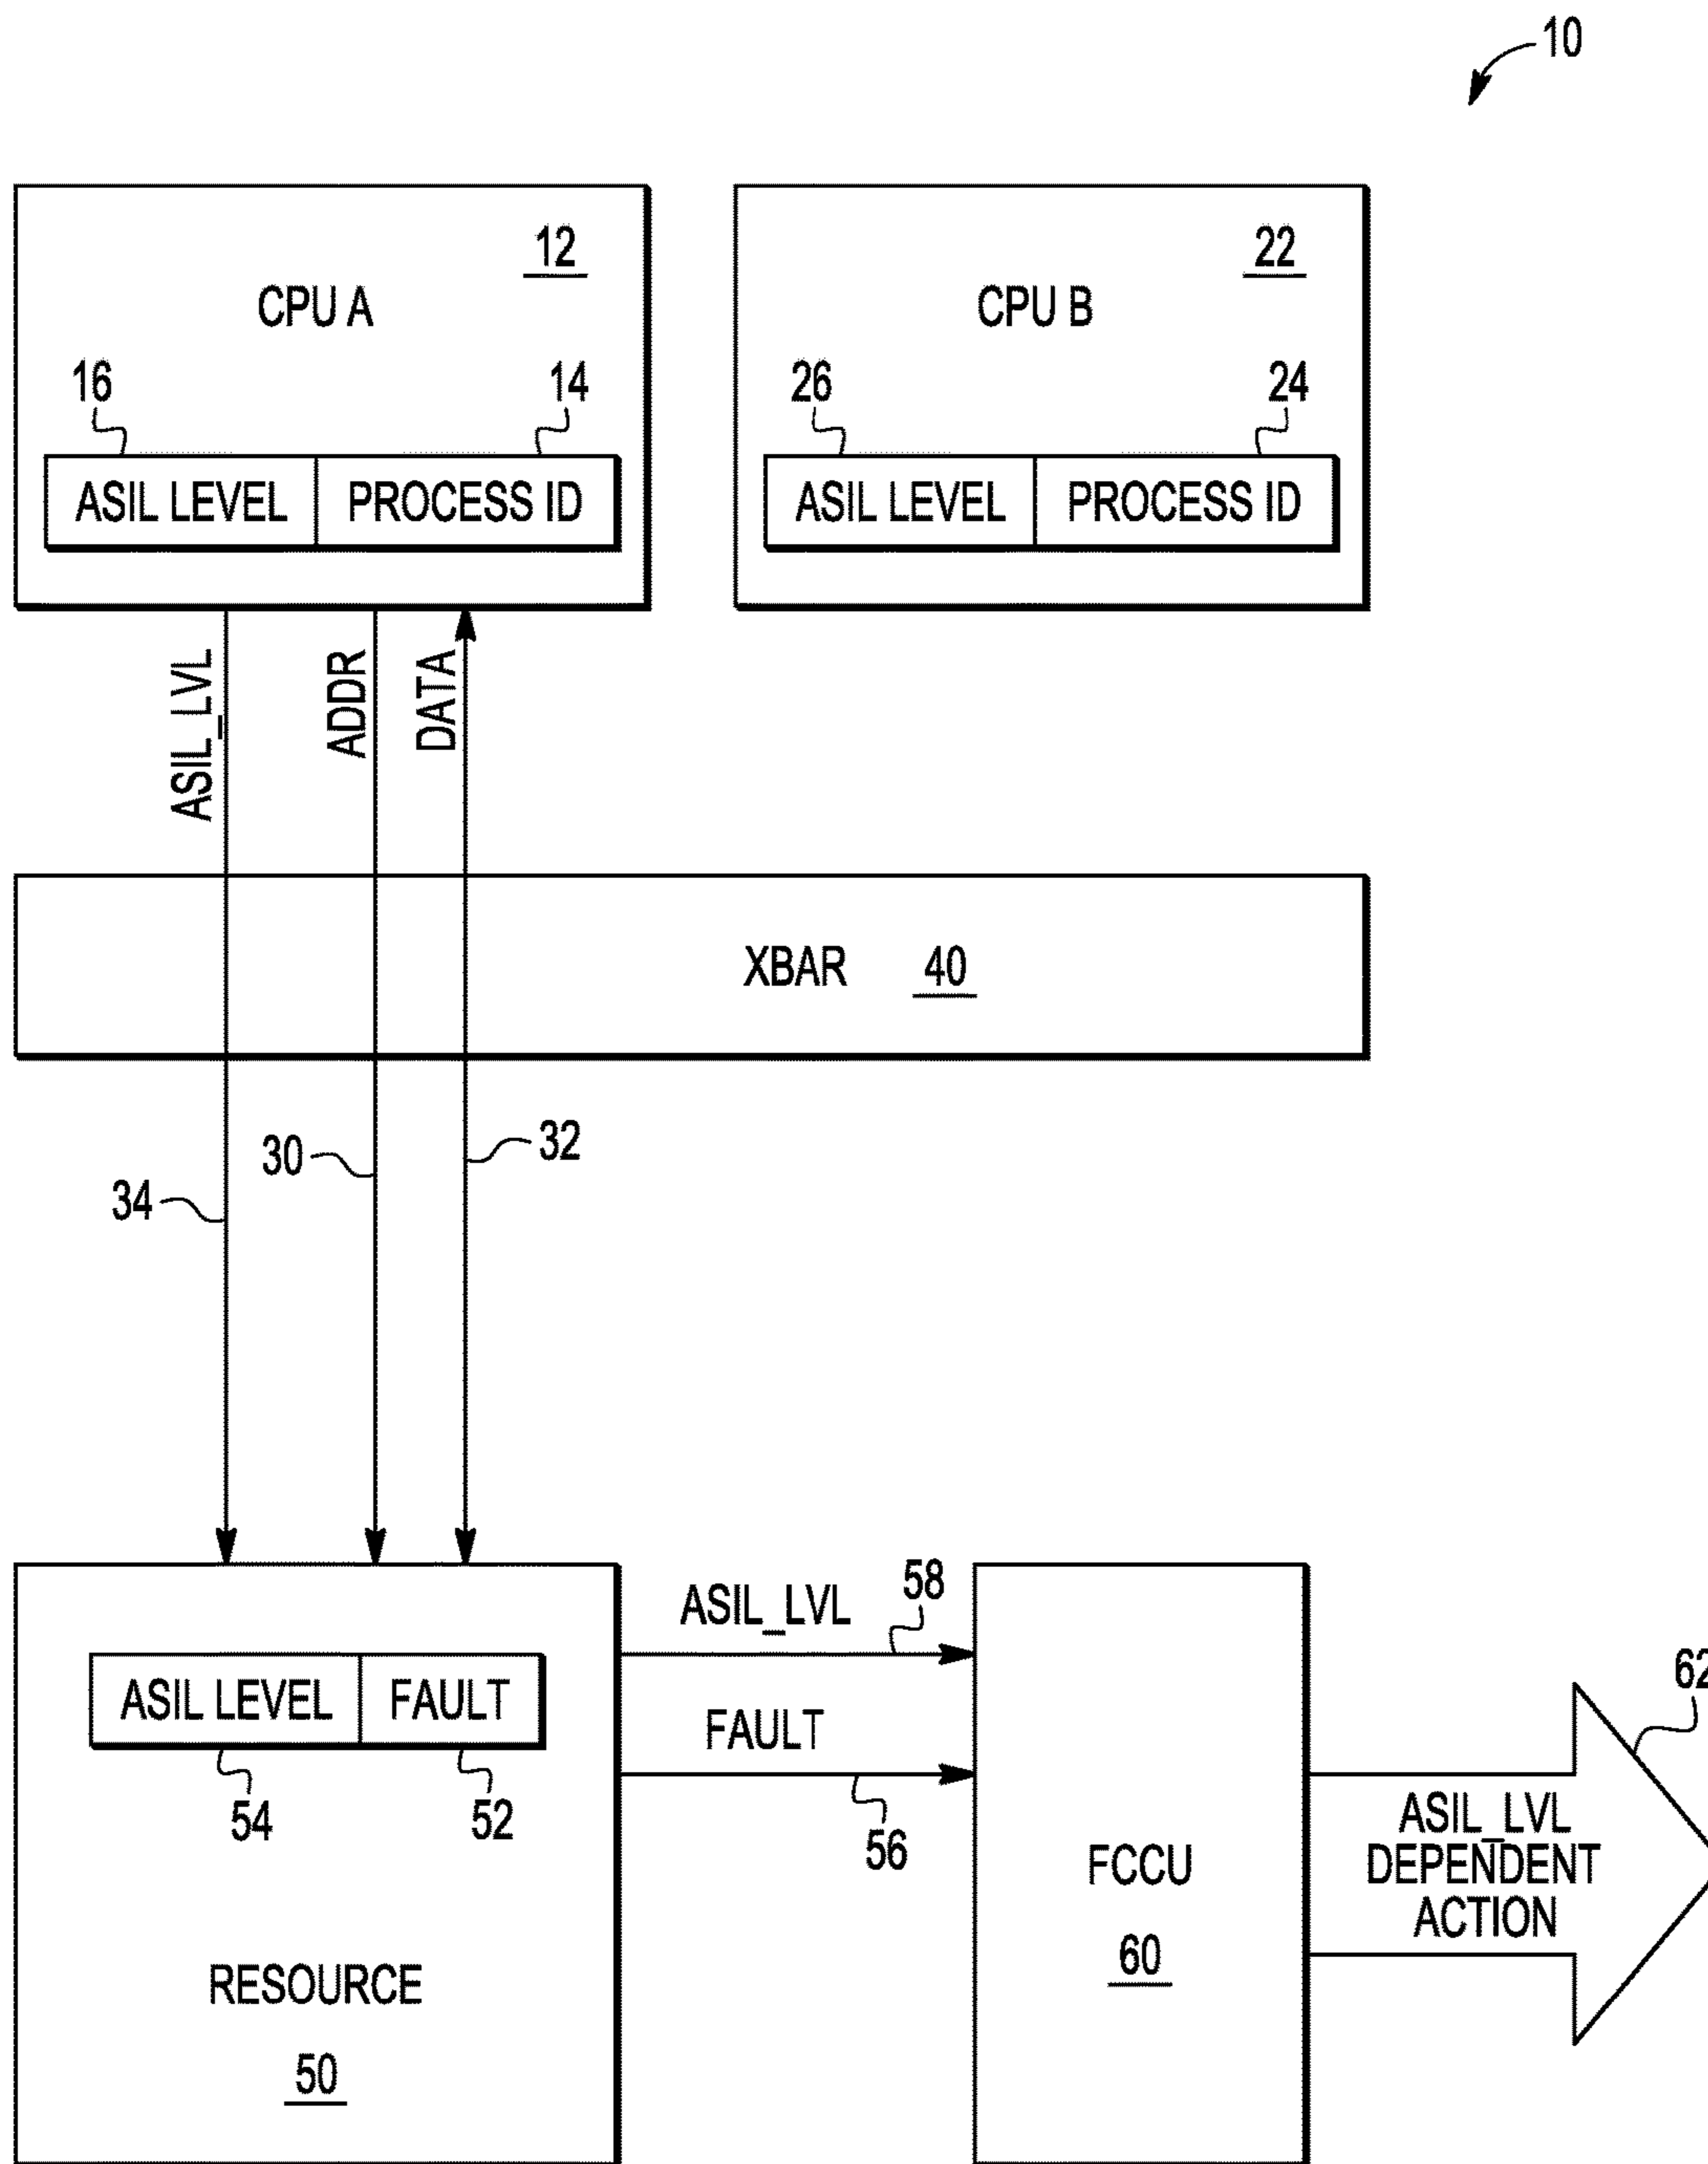 10
12
CPU A
16
14
ASIL LEVEL
PROCESS ID
22
CPU B
26
24
ASIL LEVEL
PROCESS ID
ASIL_LVL
ADDR
DATA
XBAR 40
34
30
32
ASIL LEVEL
FAULT
54
52
RESOURCE
50
ASIL_LVL
58
FAULT
56
FCCU
60
62
ASIL_LVL
DEPENDENT
ACTION